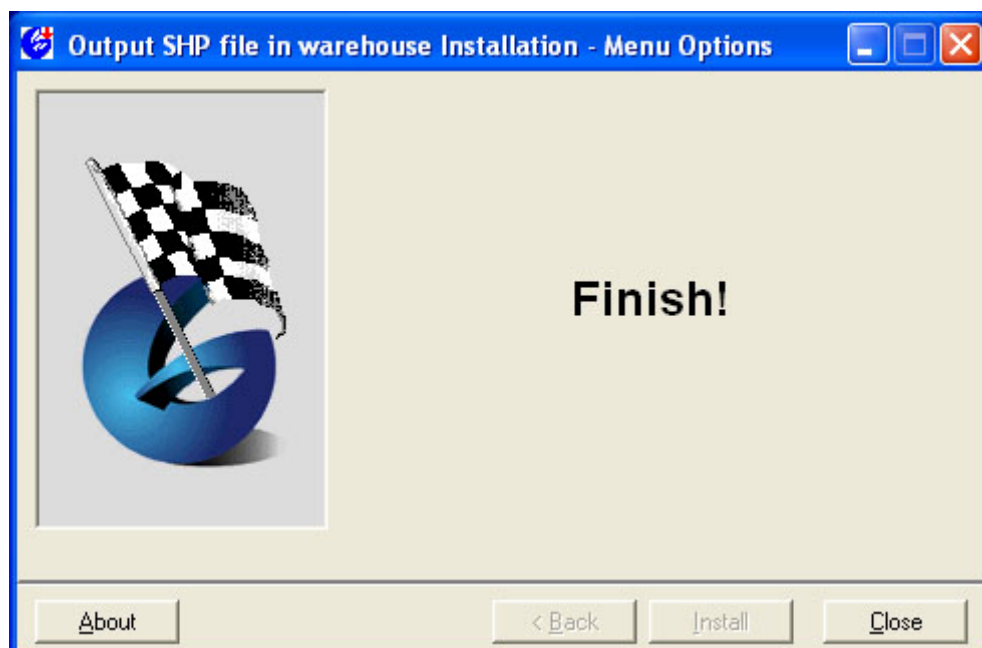 Output SHP file in warehouse Installation - Menu Options
Finish!
About
< Back
Install
Close